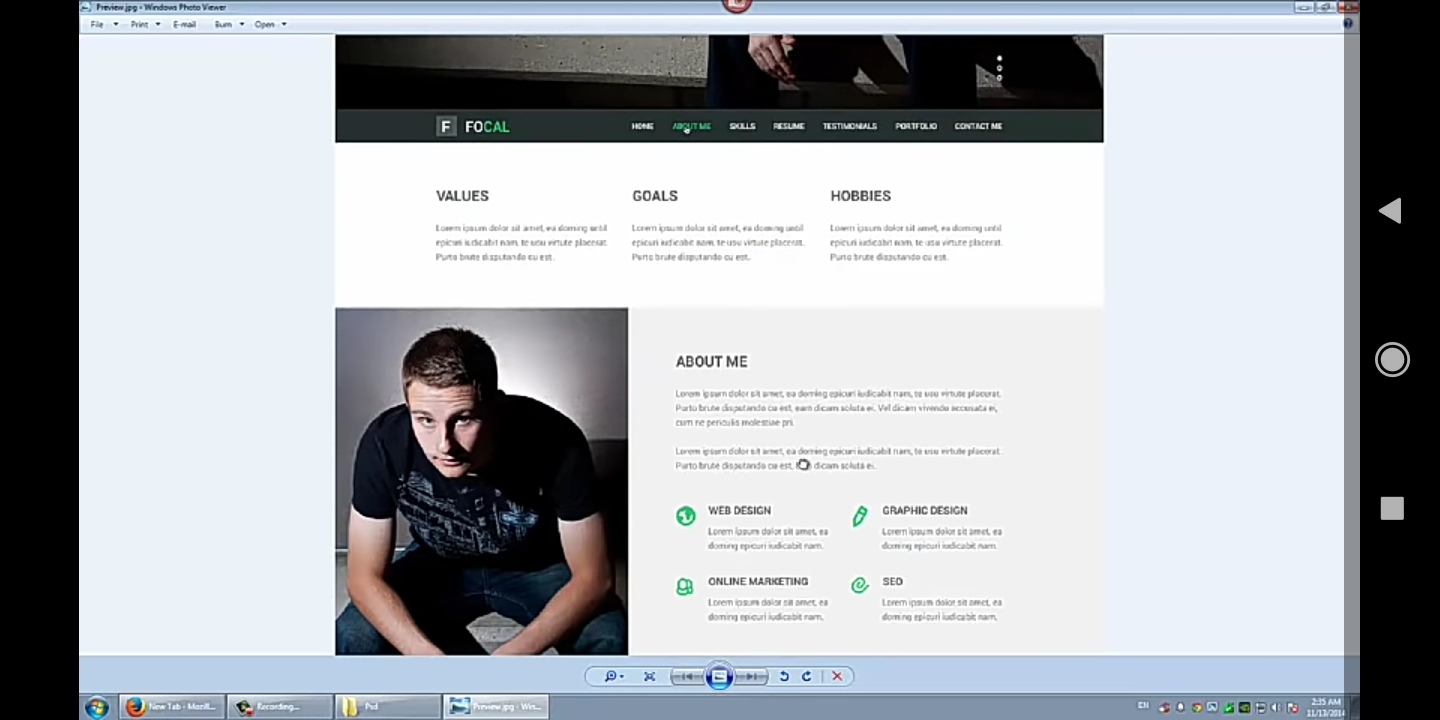 Preview.jpg - Windows Photo Viewer
File Print E-mail Burn Open
F FOCAL HOME ABOUT ME SKILLS RESUME TESTIMONIALS PORTFOLIO CONTACT ME
VALUES
Lorem ipsum dolor sit amet, ea doming
epicuri iudicabit nam, te usu virtute placerat.
Purto brute disputando cu est.
GOALS
Lorem ipsum dolor sit amet, ea doming
epicuri iudicabit nam, te usu virtute placerat.
Purto brute disputando cu est.
HOBBIES
Lorem ipsum dolor sit amet, ea doming
epicuri iudicabit nam, te usu virtute placerat.
Purto brute disputando cu est.
ABOUT ME
Lorem ipsum dolor sit amet, ea doming epicuri iudicabit nam, te usu virtute placerat.
Purto brute disputando cu est, eam dicam soluta ei. Vel dicam vivendo accusata ei,
cum ne periculis molestiae pri.
Lorem ipsum dolor sit amet, ea doming epicuri iudicabit nam, te usu virtute placerat.
Purto brute disputando cu est, dicam soluta ei.
WEB DESIGN
Lorem ipsum dolor sit amet, ea
doming epicuri iudicabit nam.
GRAPHIC DESIGN
Lorem ipsum dolor sit amet, ea
doming epicuri iudicabit nam.
ONLINE MARKETING
Lorem ipsum dolor sit amet, ea
doming epicuri iudicabit nam.
SEO
Lorem ipsum dolor sit amet, ea
doming epicuri iudicabit nam.
New Tab - Mozill... Recording... Psd Preview.jpg - Win... EN 2:35 AM
11/13/2014